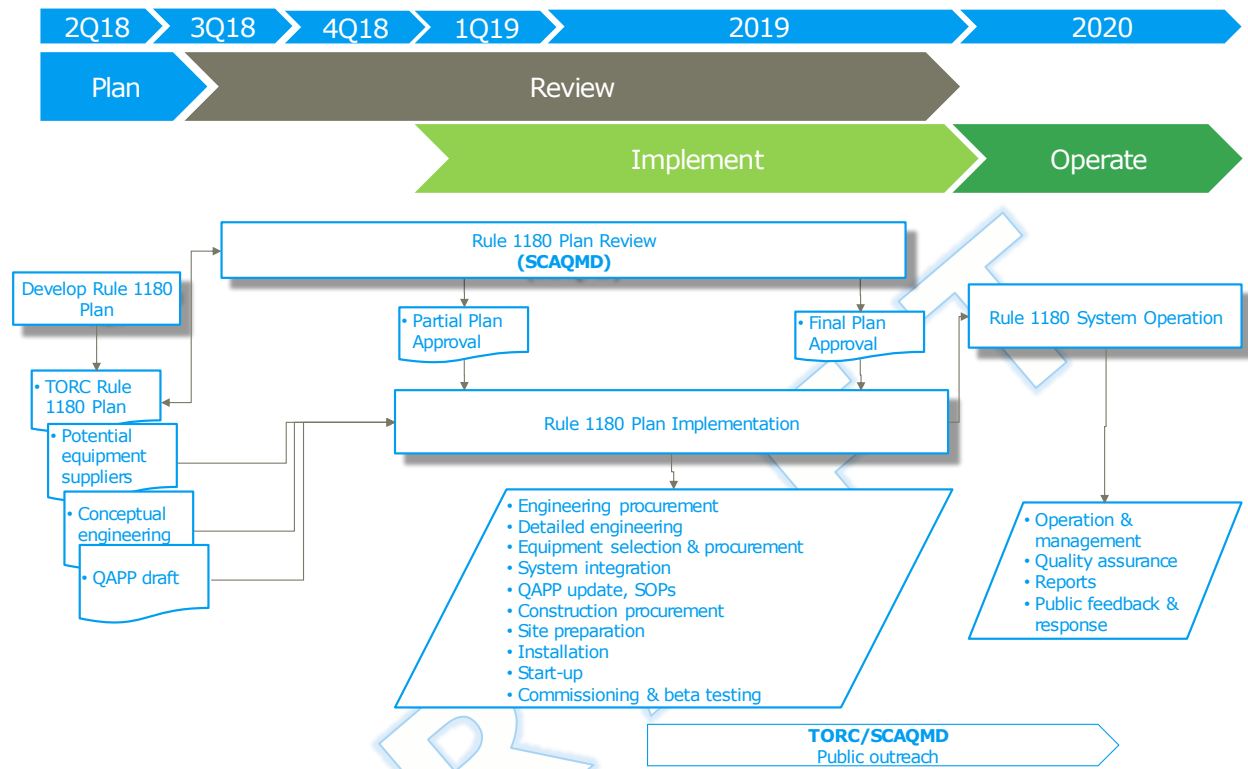 2Q18 3Q18 4Q18 1Q19 2019 2020
Plan Review
Implement Operate
Rule 1180 Plan Review
(SCAQMD)
Develop Rule 1180
Plan
• Partial Plan
Approval
• Final Plan
Approval
Rule 1180 System Operation
• TORC Rule
1180 Plan
• Potential
equipment
suppliers
• Conceptual
engineering
• QAPP draft
Rule 1180 Plan Implementation
• Engineering procurement
• Detailed engineering
• Equipment selection & procurement
• System integration
• QAPP update, SOPs
• Construction procurement
• Site preparation
• Installation
• Start-up
• Commissioning & beta testing
• Operation &
management
• Quality assurance
• Reports
• Public feedback &
response
TORC/SCAQMD
Public outreach